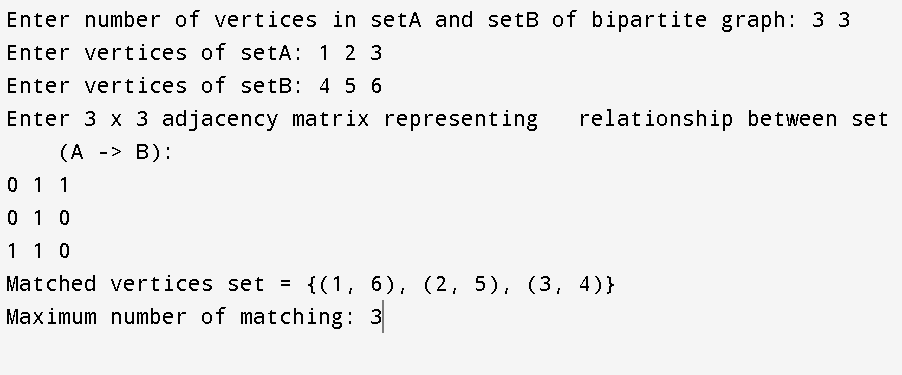 Enter number of vertices in setA and setB of bipartite graph: 3 3
Enter vertices of setA: 1 2 3
Enter vertices of setB: 4 5 6
Enter 3 x 3 adjacency matrix representing   relationship between set
    (A -> B):
0 1 1
0 1 0
1 1 0
Matched vertices set = {(1, 6), (2, 5), (3, 4)}
Maximum number of matching: 3